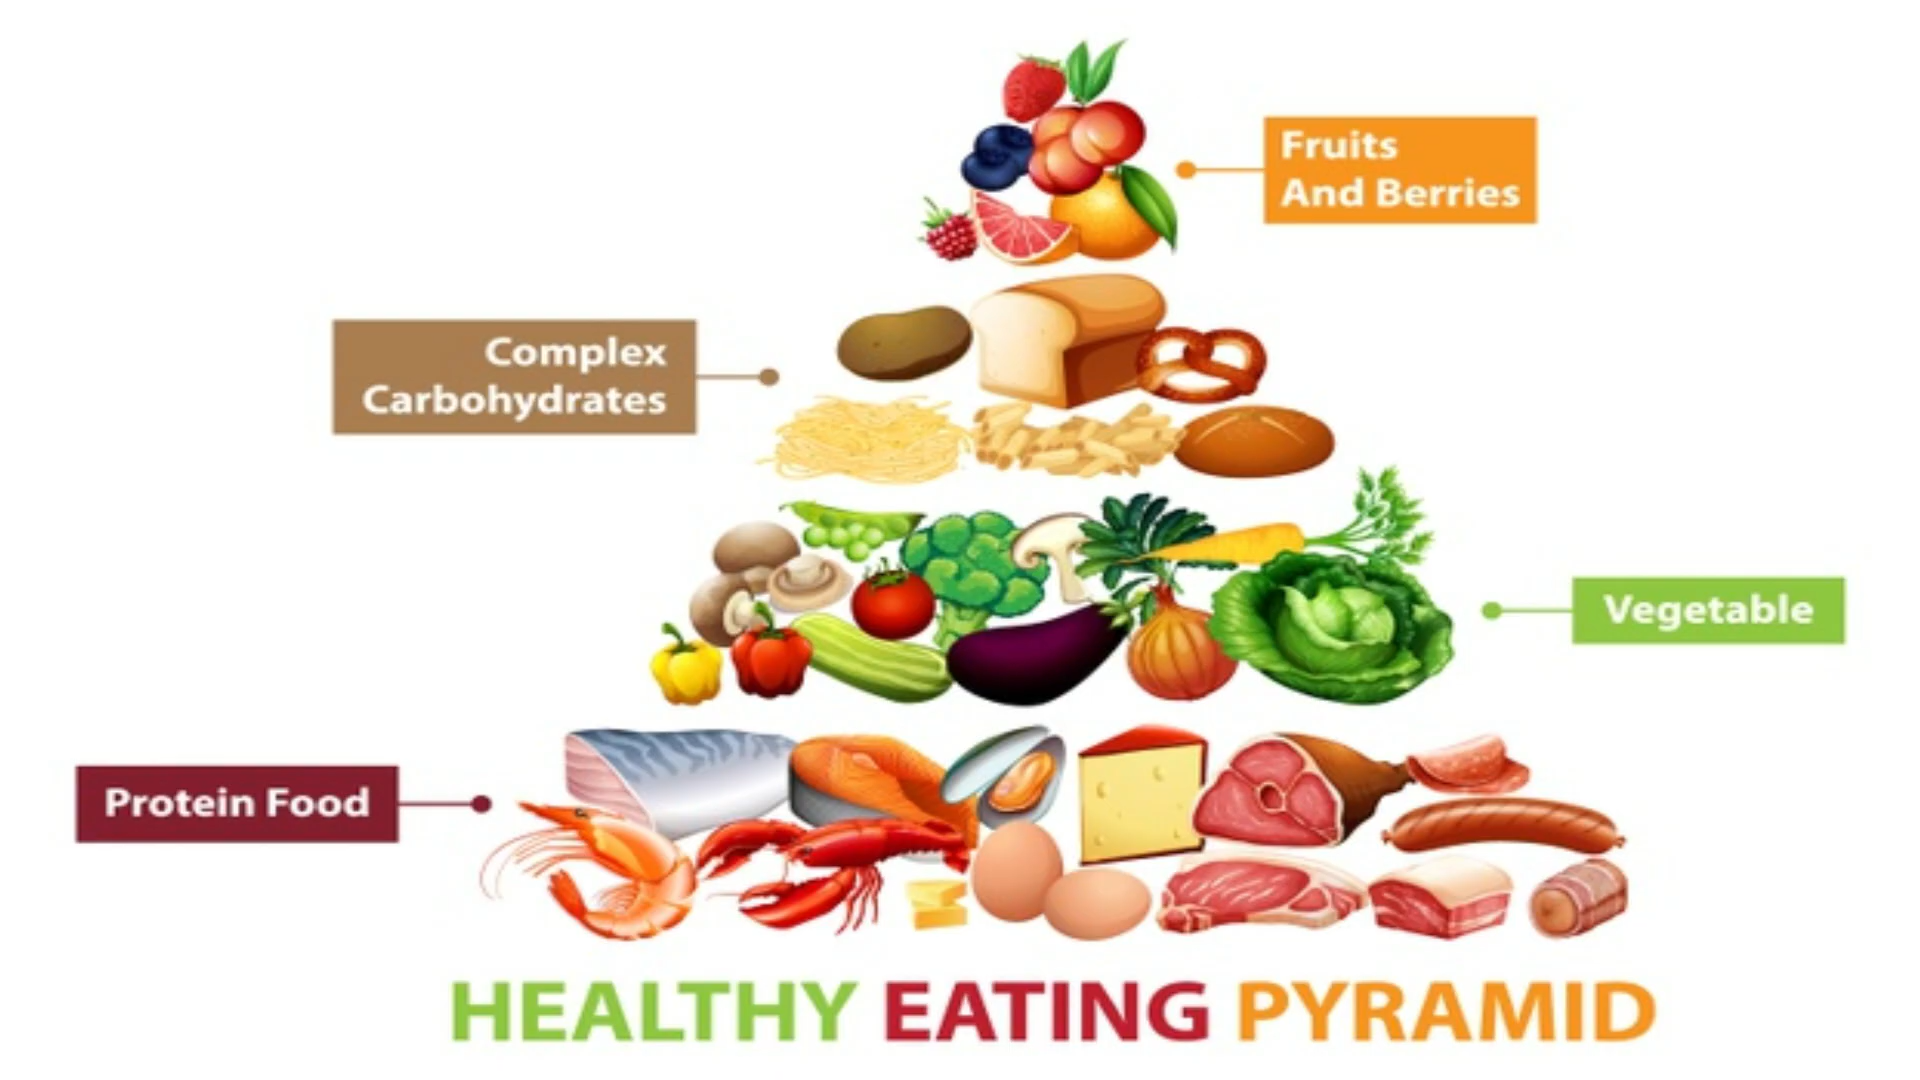 Fruits
And Berries
Complex
Carbohydrates
Vegetable
Protein Food
HEALTHY EATING PYRAMID